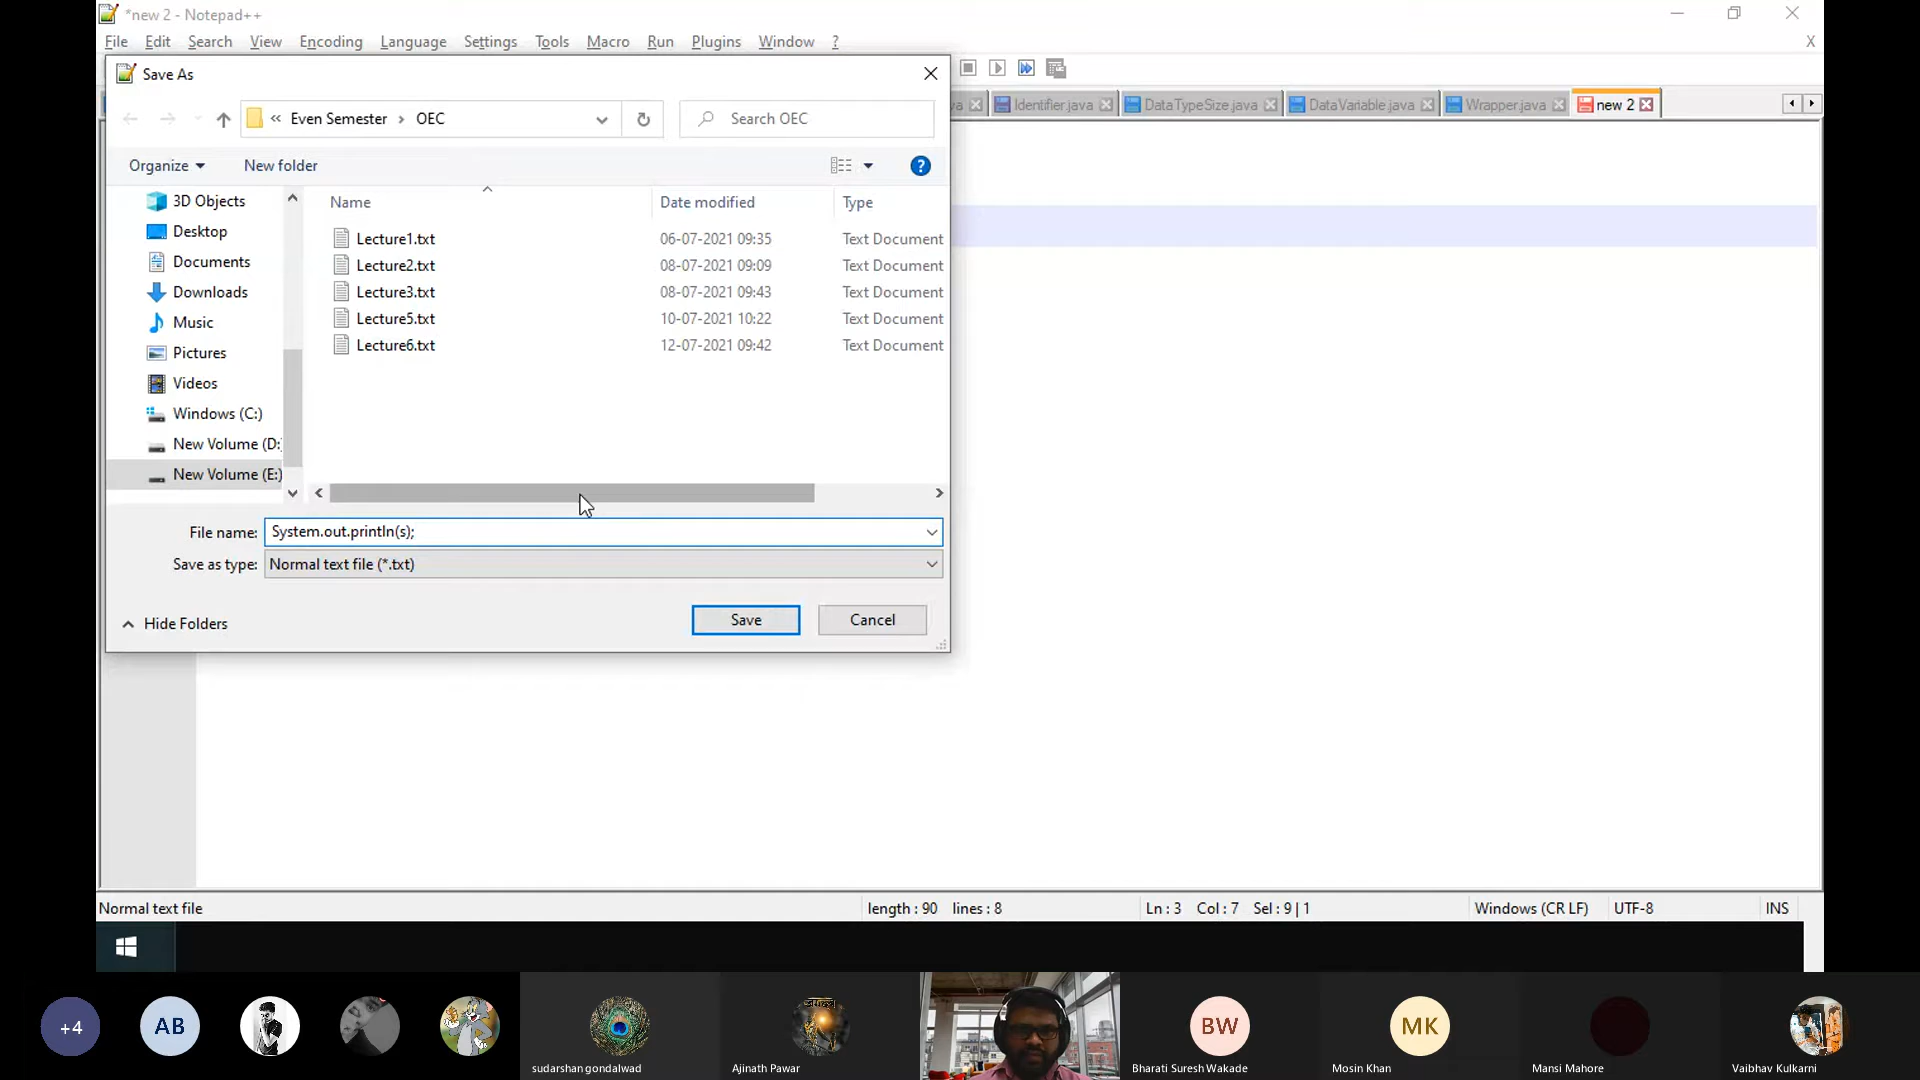 *new 2 - Notepad++
File Edit Search View Encoding Language Settings Tools Macro Run Plugins Window ?
X
Save As
va Identifier.java DataTypeSize.java DataVariable.java Wrapper.java new 2
« Even Semester › OEC
Search OEC
Organize New folder
3D Objects
Desktop
Documents
Downloads
Music
Pictures
Videos
Windows (C:)
New Volume (D:)
New Volume (E:)
Name Date modified Type
Lecture1.txt 06-07-2021 09:35 Text Document
Lecture2.txt 08-07-2021 09:09 Text Document
Lecture3.txt 08-07-2021 09:43 Text Document
Lecture5.txt 10-07-2021 10:22 Text Document
Lecture6.txt 12-07-2021 09:42 Text Document
File name: System.out.println(s);
Save as type: Normal text file (*.txt)
Hide Folders
Save Cancel
Normal text file length : 90 lines : 8 Ln : 3 Col : 7 Sel : 9 | 1 Windows (CR LF) UTF-8 INS
+4 AB BW MK
sudarshan gondalwad Ajinath Pawar Bharati Suresh Wakade Mosin Khan Mansi Mahore Vaibhav Kulkarni